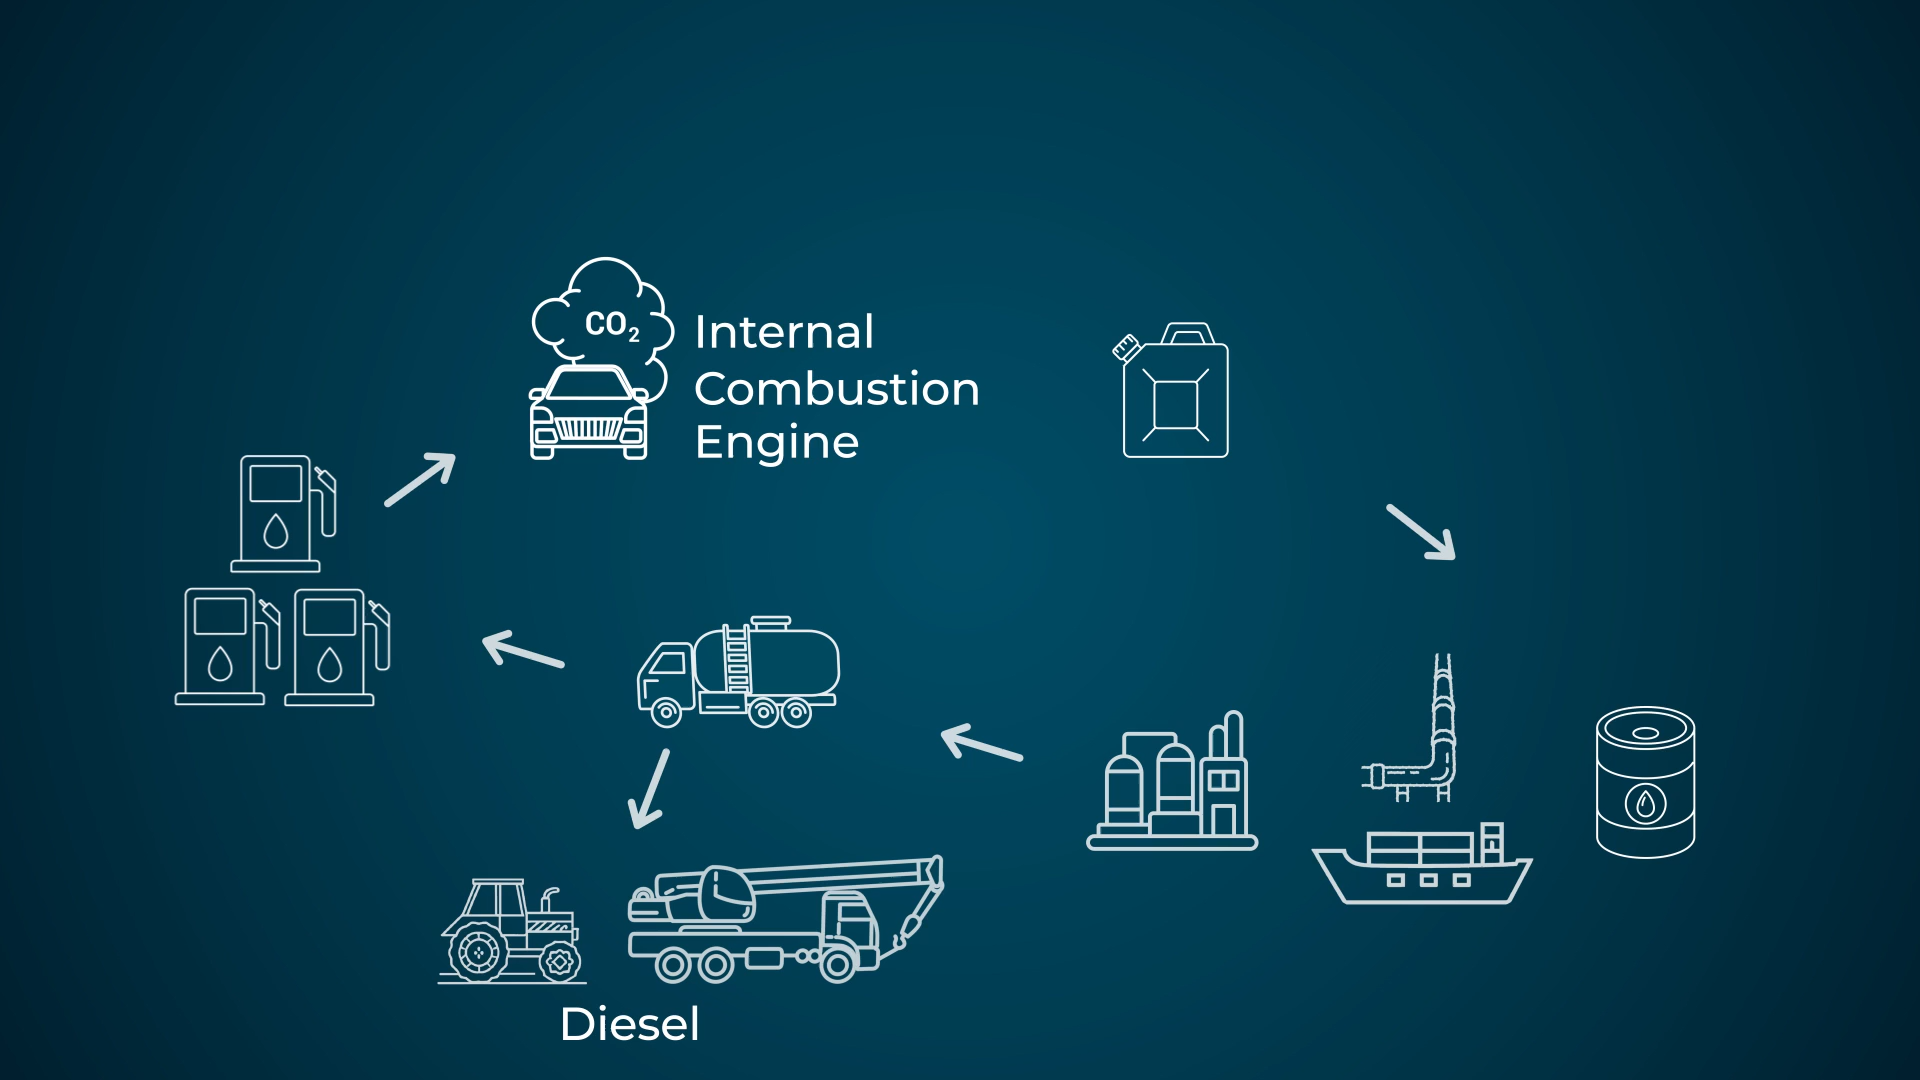 CO₂
Internal
Combustion
Engine
Diesel